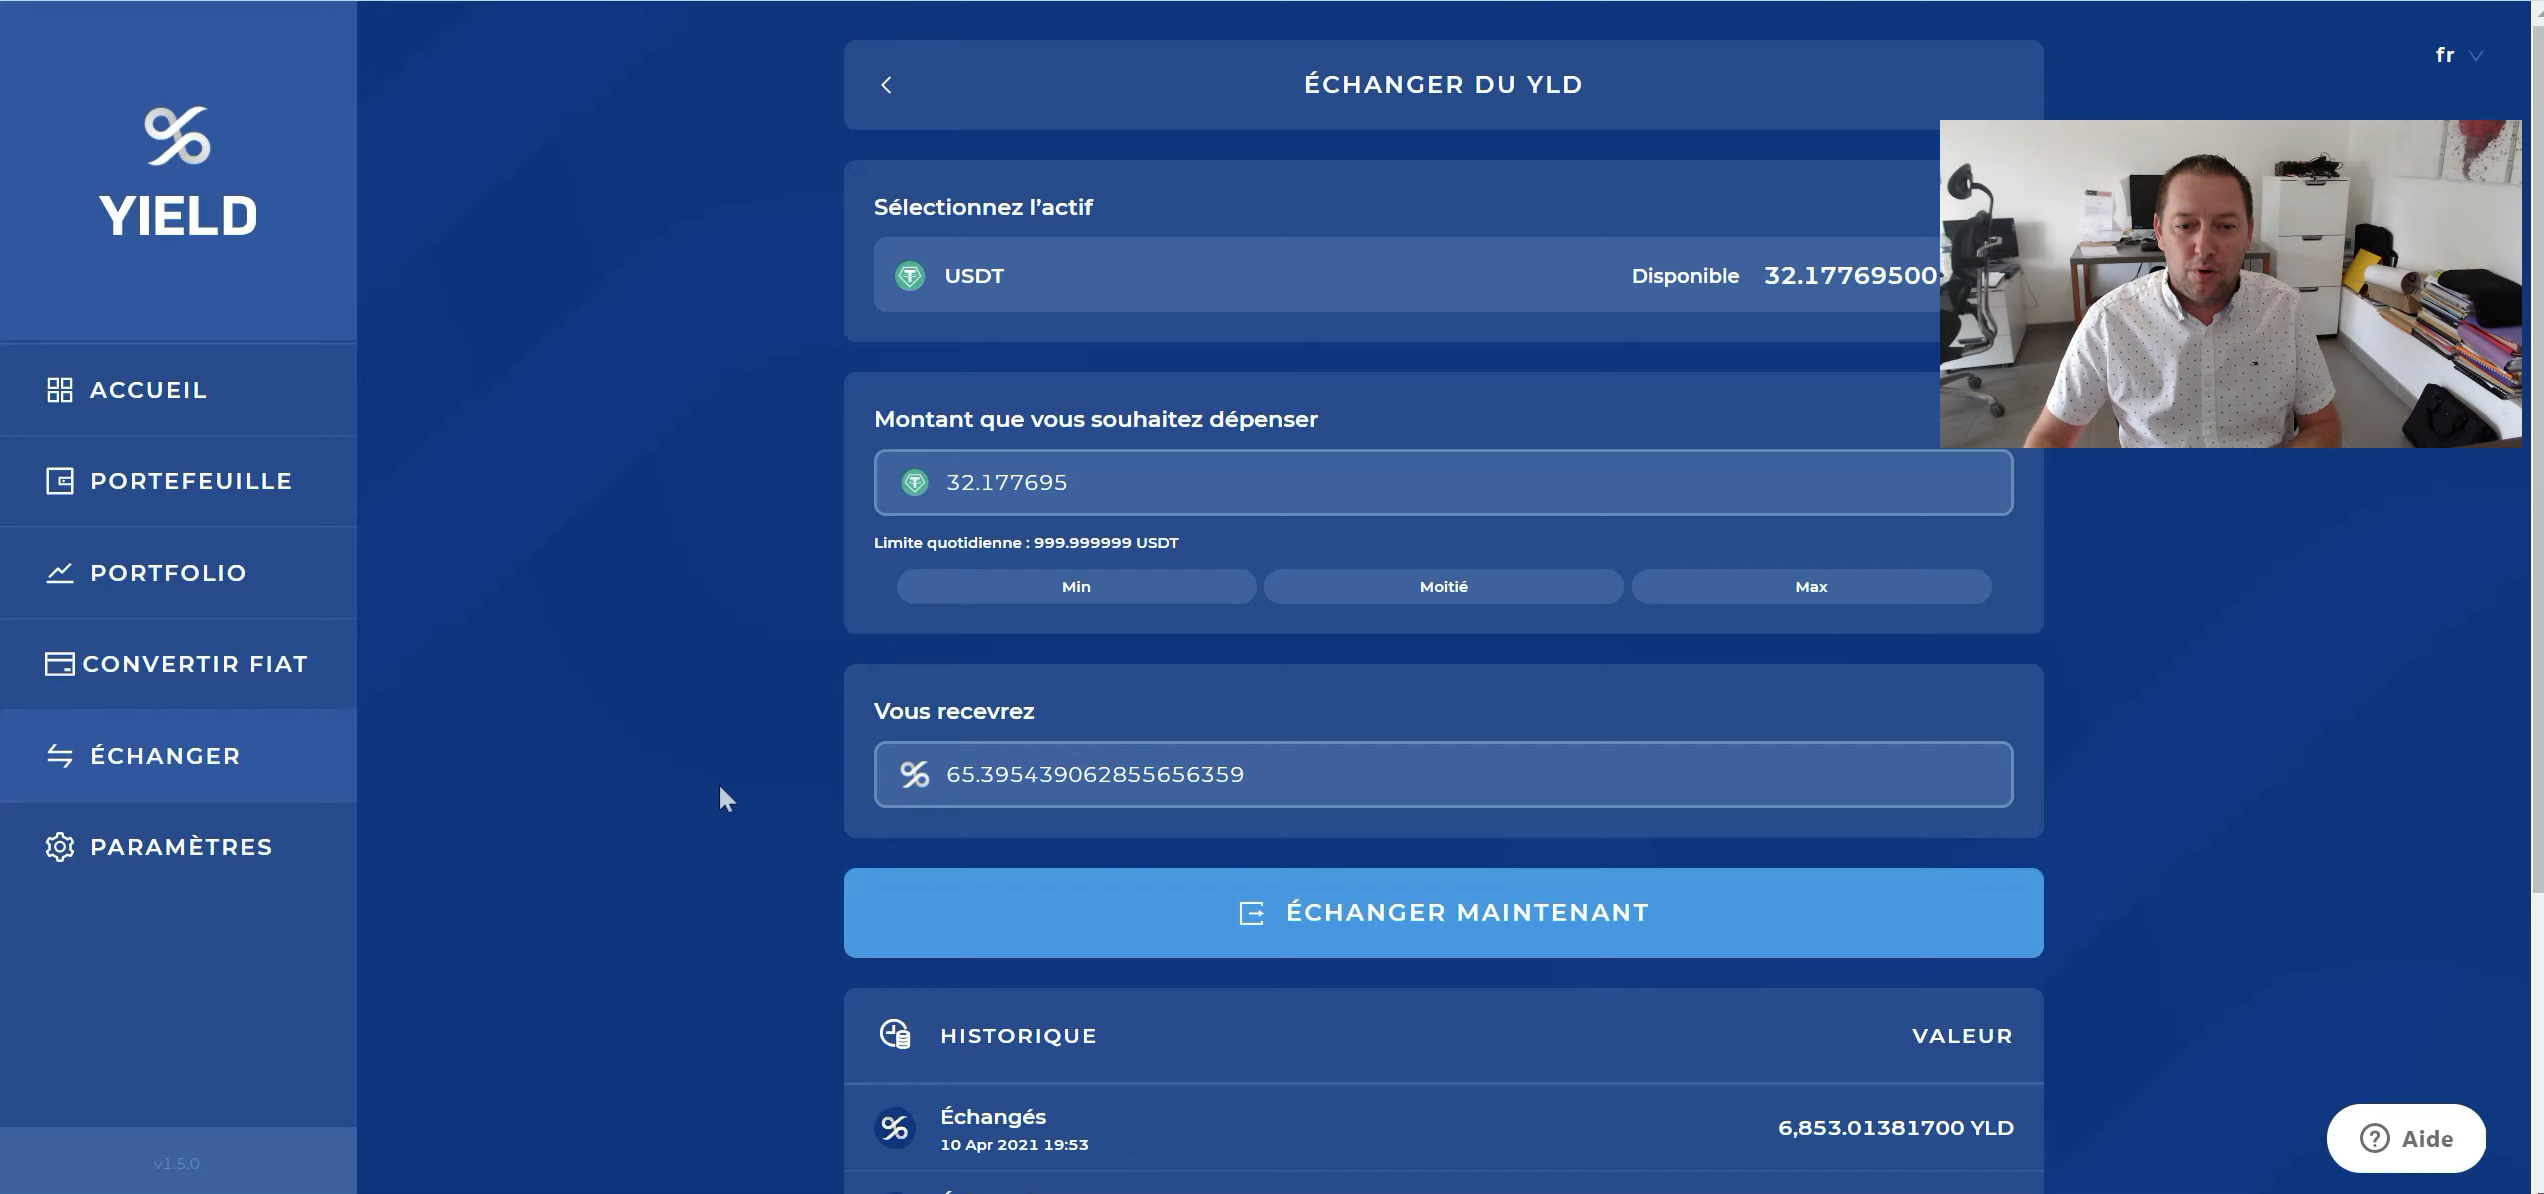 YIELD
ACCUEIL
PORTEFEUILLE
PORTFOLIO
CONVERTIR FIAT
ÉCHANGER
PARAMÈTRES
v1.5.0
fr
ÉCHANGER DU YLD
Sélectionnez l'actif
USDT Disponible 32.17769500
Montant que vous souhaitez dépenser
32.177695
Limite quotidienne : 999.999999 USDT
Min Moitié Max
Vous recevrez
65.395439062855656359
ÉCHANGER MAINTENANT
HISTORIQUE VALEUR
Échangés
10 Apr 2021 19:53
6,853.01381700 YLD
Aide